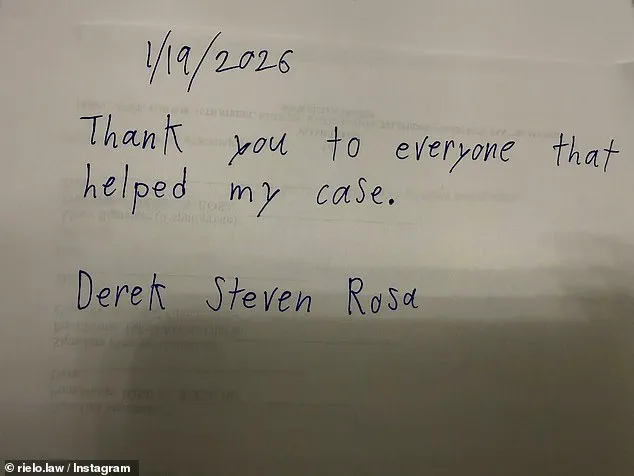 1/19/2026
Thank you to everyone that
helped my case.
Derek Steven Rosa
rielo.law / Instagram